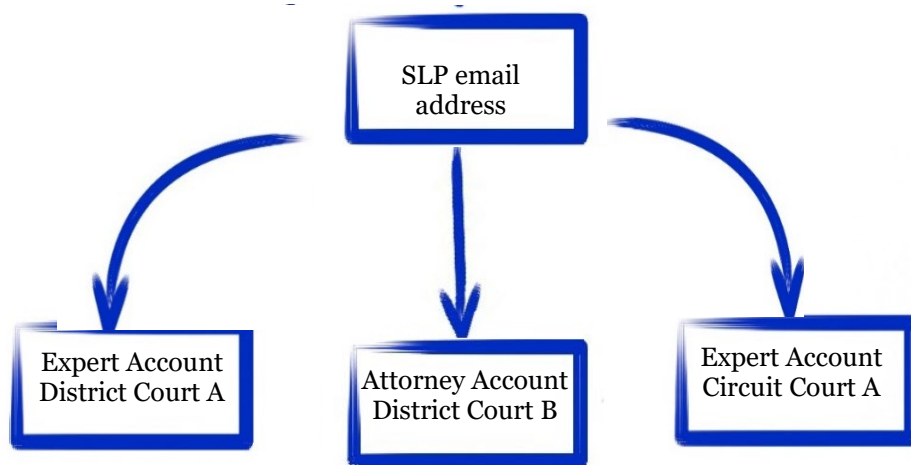 SLP email
address
Expert Account
District Court A
Attorney Account
District Court B
Expert Account
Circuit Court A